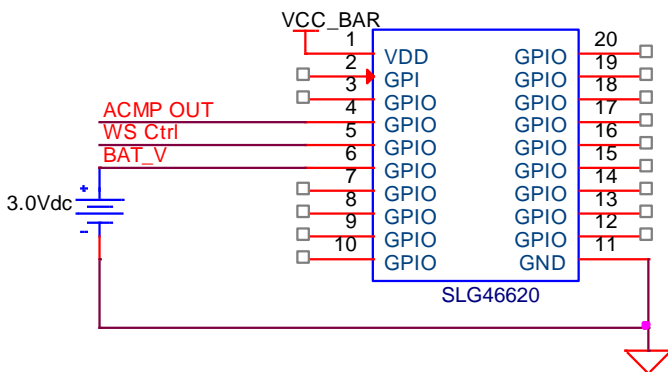 VCC_BAR
1 VDD GPIO 20
2 GPI GPIO 19
3 GPIO GPIO 18
ACMP OUT 4 GPIO GPIO 17
WS Ctrl 5 GPIO GPIO 16
BAT_V 6 GPIO GPIO 15
7 GPIO GPIO 14
3.0Vdc + - 8 GPIO GPIO 13
9 GPIO GPIO 12
10 GPIO GND 11
SLG46620